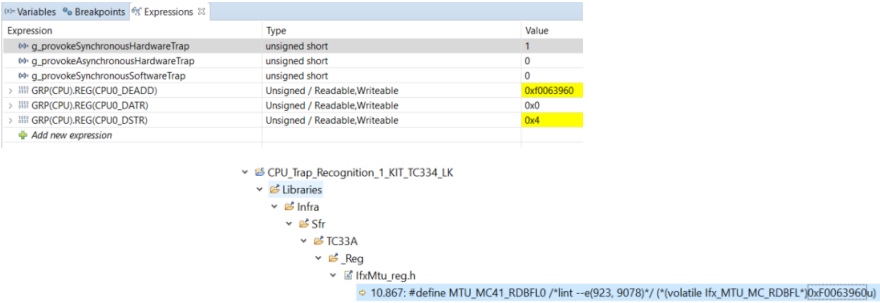 Variables Breakpoints Expressions
Expression Type Value
g_provokeSynchronousHardwareTrap unsigned short 1
g_provokeAsynchronousHardwareTrap unsigned short 0
g_provokeSynchronousSoftwareTrap unsigned short 0
GRP(CPU).REG(CPU0_DEADD) Unsigned / Readable,Writeable 0xf0063960
GRP(CPU).REG(CPU0_DATR) Unsigned / Readable,Writeable 0x0
GRP(CPU).REG(CPU0_DSTR) Unsigned / Readable,Writeable 0x4
Add new expression
CPU_Trap_Recognition_1_KIT_TC334_LK
Libraries
Infra
Sfr
TC33A
_Reg
IfxMtu_reg.h
10.867: #define MTU_MC41_RDBFL0 /*lint --e(923, 9078)*/ (*(volatile Ifx_MTU_MC_RDBFL*)0xF0063960u)